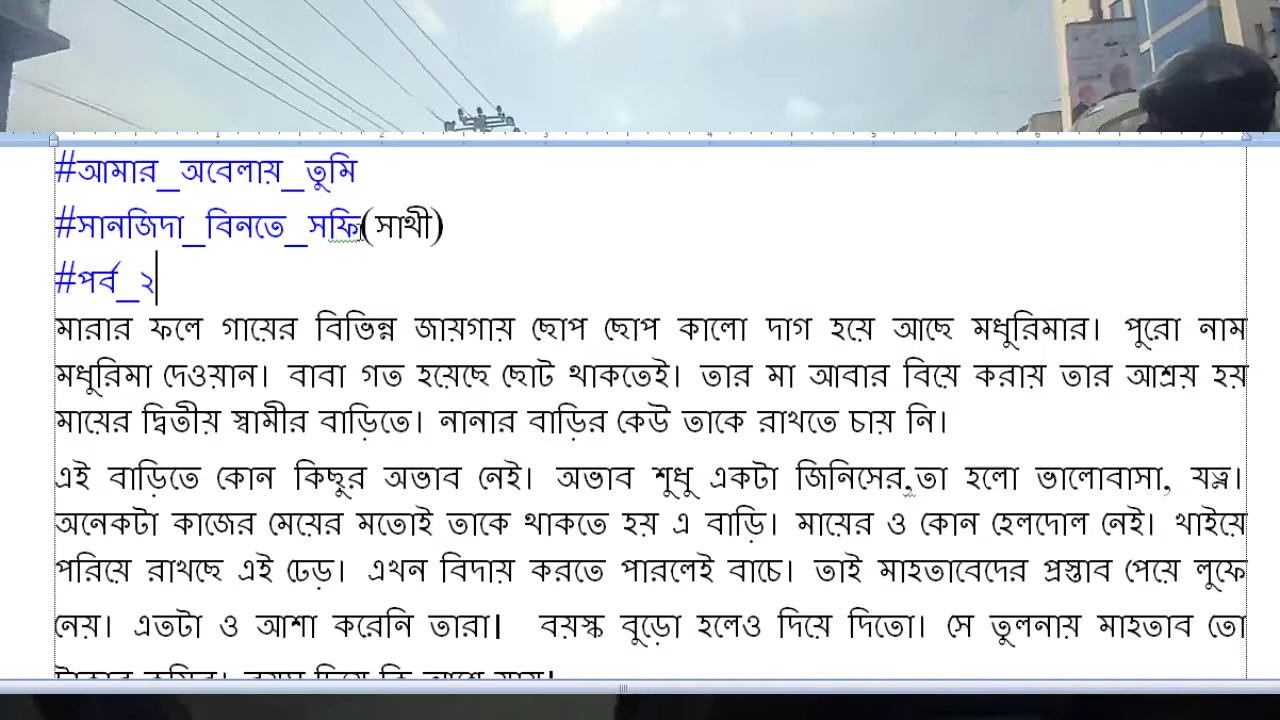 #আমার_অবেলায়_তুমি
#সানজিদা_বিনতে_সফি(সাথী)
#পর্ব_২
মারার ফলে গায়ের বিভিন্ন জায়গায় ছোপ ছোপ কালো দাগ হয়ে আছে মধুরিমার। পুরো নাম
মধুরিমা দেওয়ান। বাবা গত হয়েছে ছোট থাকতেই। তার মা আবার বিয়ে করায় তার আশ্রয় হয়
মায়ের দ্বিতীয় স্বামীর বাড়িতে। নানার বাড়ির কেউ তাকে রাখতে চায় নি।
এই বাড়িতে কোন কিছুর অভাব নেই। অভাব শুধু একটা জিনিসের,তা হলো ভালোবাসা, যত্ন।
অনেকটা কাজের মেয়ের মতোই তাকে থাকতে হয় এ বাড়ি। মায়ের ও কোন হেলদোল নেই। খাইয়ে
পরিয়ে রাখছে এই ঢেড়। এখন বিদায় করতে পারলেই বাচে। তাই মাহতাবেদের প্রস্তাব পেয়ে লুফে
নেয়। এতটা ও আশা করেনি তারা! বয়স্ক বুড়ো হলেও দিয়ে দিতো। সে তুলনায় মাহতাব তো